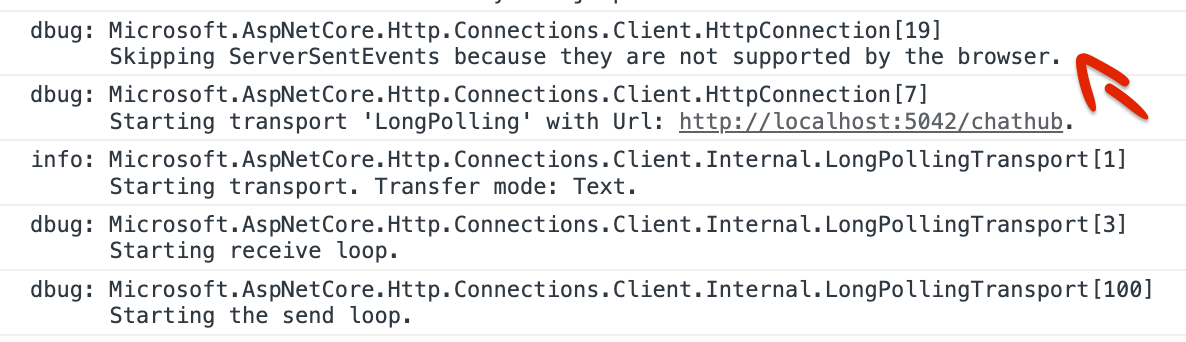 dbug: Microsoft.AspNetCore.Http.Connections.Client.HttpConnection[19]
Skipping ServerSentEvents because they are not supported by the browser.
dbug: Microsoft.AspNetCore.Http.Connections.Client.HttpConnection[7]
Starting transport 'LongPolling' with Url: http://localhost:5042/chathub.
info: Microsoft.AspNetCore.Http.Connections.Client.Internal.LongPollingTransport[1]
Starting transport. Transfer mode: Text.
dbug: Microsoft.AspNetCore.Http.Connections.Client.Internal.LongPollingTransport[3]
Starting receive loop.
dbug: Microsoft.AspNetCore.Http.Connections.Client.Internal.LongPollingTransport[100]
Starting the send loop.